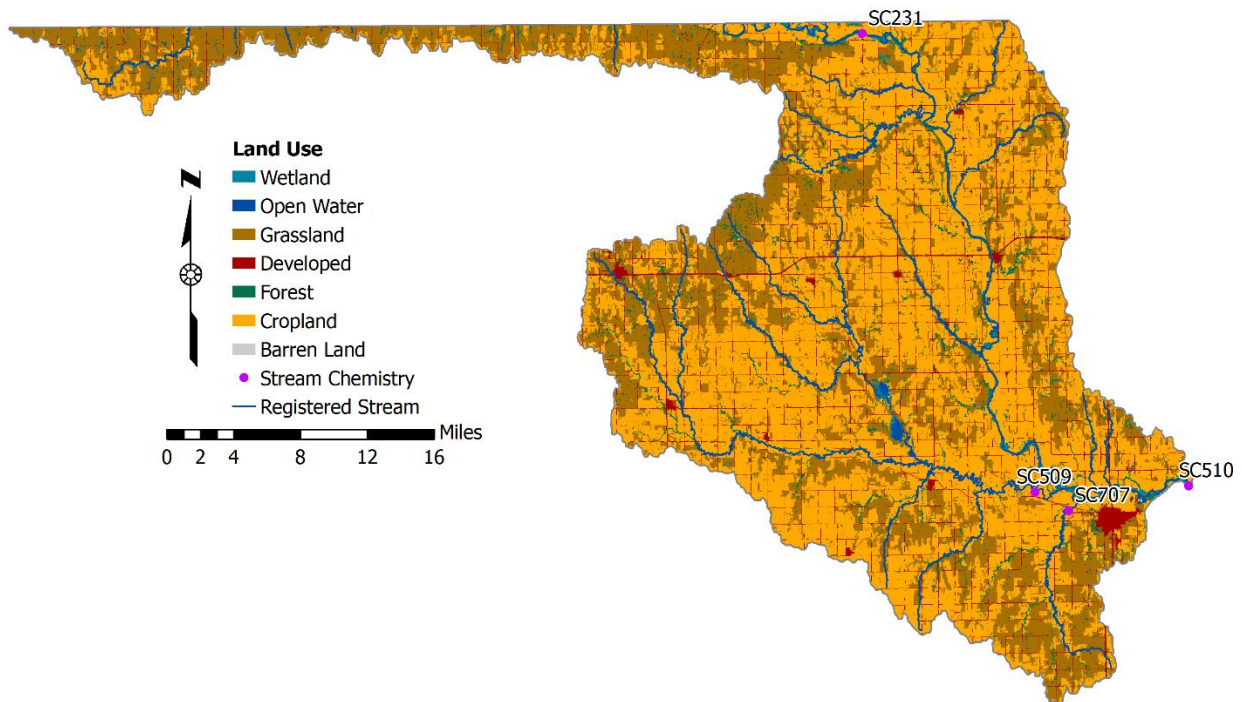 SC231
Land Use
N
Wetland
Open Water
Grassland
Developed
Forest
Cropland
Barren Land
Stream Chemistry
Registered Stream
Miles
0 2 4 8 12 16
SC509
SC510
SC707